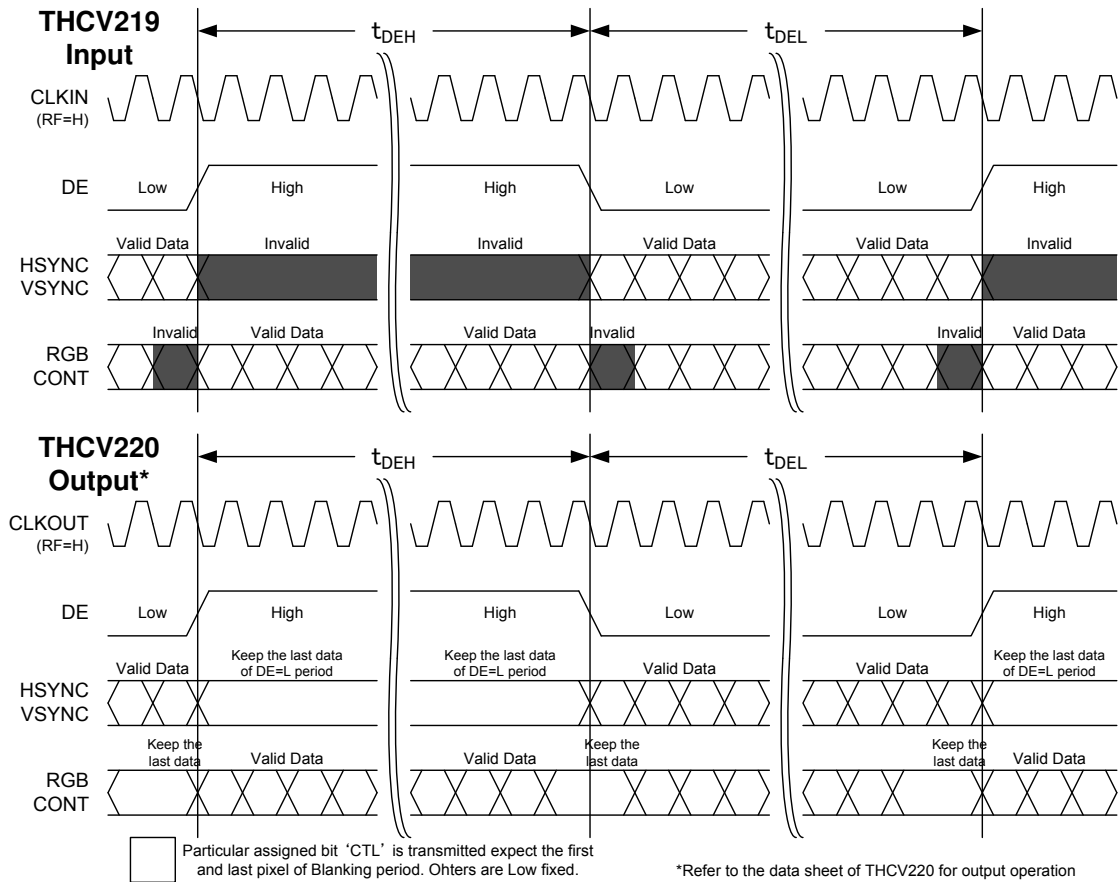 THCV219
Input
tDEH
tDEL
CLKIN
(RF=H)
DE
Low
High
High
Low
Low
High
Valid Data
Invalid
Invalid
Valid Data
Valid Data
Invalid
HSYNC
VSYNC
Invalid
Valid Data
Valid Data
Invalid
Invalid
Valid Data
RGB
CONT
THCV220
Output*
tDEH
tDEL
CLKOUT
(RF=H)
DE
Low
High
High
Low
Low
High
Valid Data
Keep the last data
of DE=L period
Keep the last data
of DE=L period
Valid Data
Valid Data
Keep the last data
of DE=L period
HSYNC
VSYNC
Keep the
last data
Valid Data
Valid Data
Keep the
last data
Valid Data
Keep the
last data
Valid Data
RGB
CONT
Particular assigned bit ‘CTL’ is transmitted expect the first
and last pixel of Blanking period. Ohters are Low fixed.
*Refer to the data sheet of THCV220 for output operation